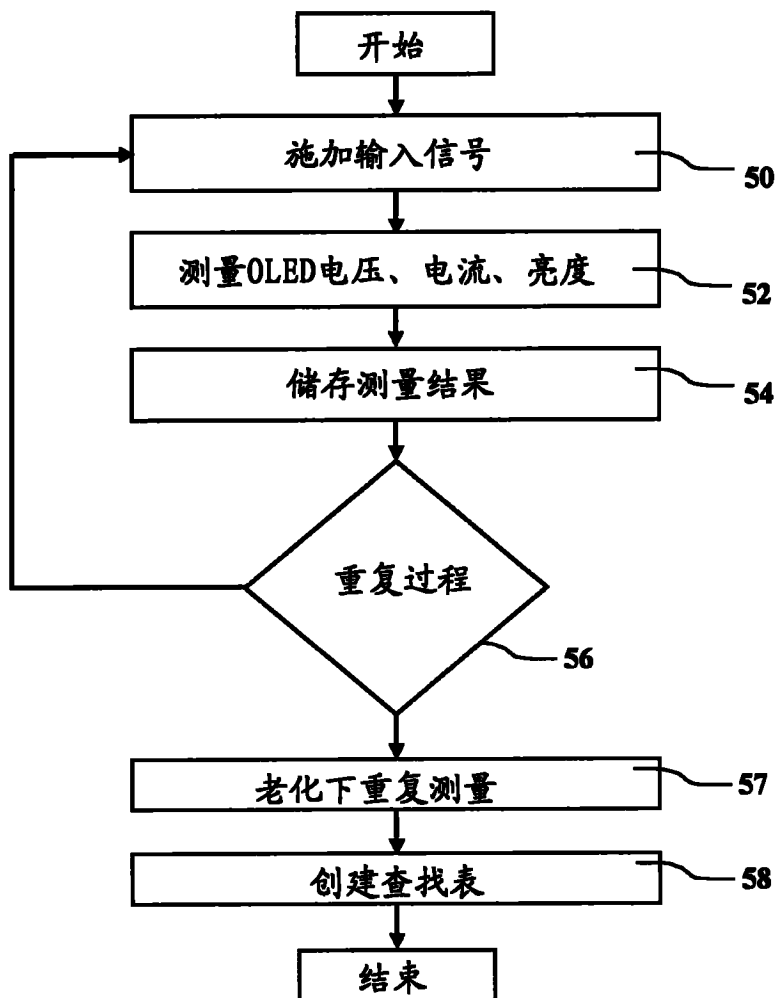 开始
施加输入信号
50
测量OLED电压、电流、亮度
52
储存测量结果
54
重复过程
56
老化下重复测量
57
创建查找表
58
结束